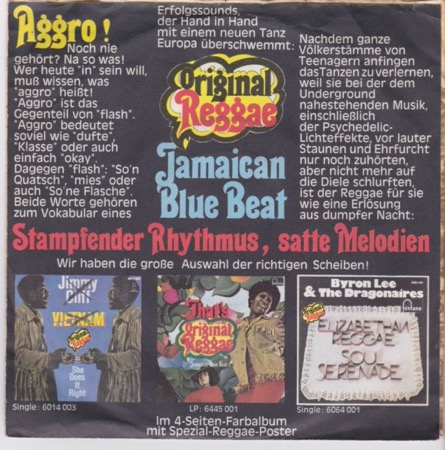 Aggro!
Noch nie
gehört? Na so was!
Wer heute "in" sein will,
muß wissen, was
"aggro" heißt!
"Aggro" ist das
Gegenteil von "flash".
"Aggro" bedeutet
soviel wie "dufte",
"Klasse" oder auch
einfach "okay".
Dagegen "flash": "So'n
Quatsch", "mies" oder
auch "So'ne Flasche".
Beide Worte gehören
zum Vokabular eines
Erfolgssounds,
der Hand in Hand
mit einem neuen Tanz
Europa überschwemmt:
Original
Reggae
Jamaican
Blue Beat
Nachdem ganze
Völkerstämme von
Teenagern anfingen
das Tanzen zu verlernen,
weil sie bei der dem
Underground
nahestehenden Musik,
einschließlich
der Psychedelic-
Lichteffekte, vor lauter
Staunen und Ehrfurcht
nur noch zuhörten,
aber nicht mehr auf
die Diele schlurften,
ist der Reggae für sie
wie eine Erlösung
aus dumpfer Nacht:
Stampfender Rhythmus, satte Melodien
Wir haben die große Auswahl der richtigen Scheiben!
Jimmy
Cliff
VIETNAM
She
Does It
Right
Single: 6014 003
That's
Original
Reggae
Jamaican Blue Beat
LP: 6445 001
Byron Lee
& The Dragonaires
fontana
ELIZABETHAM
REGGAE
SOUL
SERENADE
Single: 6064 001
Im 4-Seiten-Farbalbum
mit Spezial-Reggae-Poster